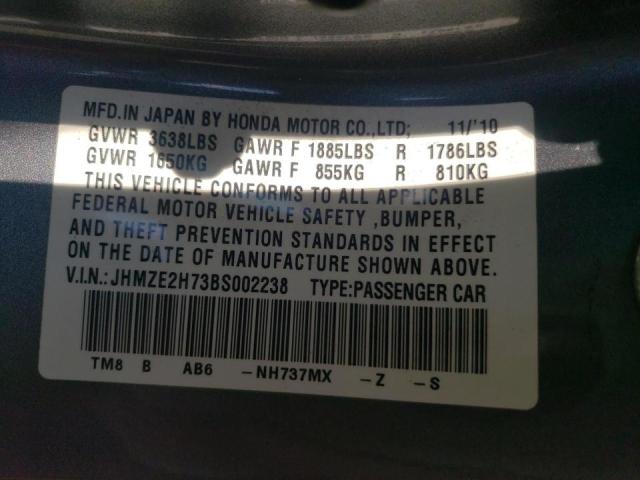 MFD.IN JAPAN BY HONDA MOTOR CO.,LTD; 11/'10
GVWR 3638LBS GAWR F 1885LBS R 1786LBS
GVWR 1650KG GAWR F 855KG R 810KG
THIS VEHICLE CONFORMS TO ALL APPLICABLE
FEDERAL MOTOR VEHICLE SAFETY ,BUMPER,
AND THEFT PREVENTION STANDARDS IN EFFECT
ON THE DATE OF MANUFACTURE SHOWN ABOVE.
V.I.N.:JHMZE2H73BS002238 TYPE:PASSENGER CAR
TM8 B AB6 -NH737MX -Z -S